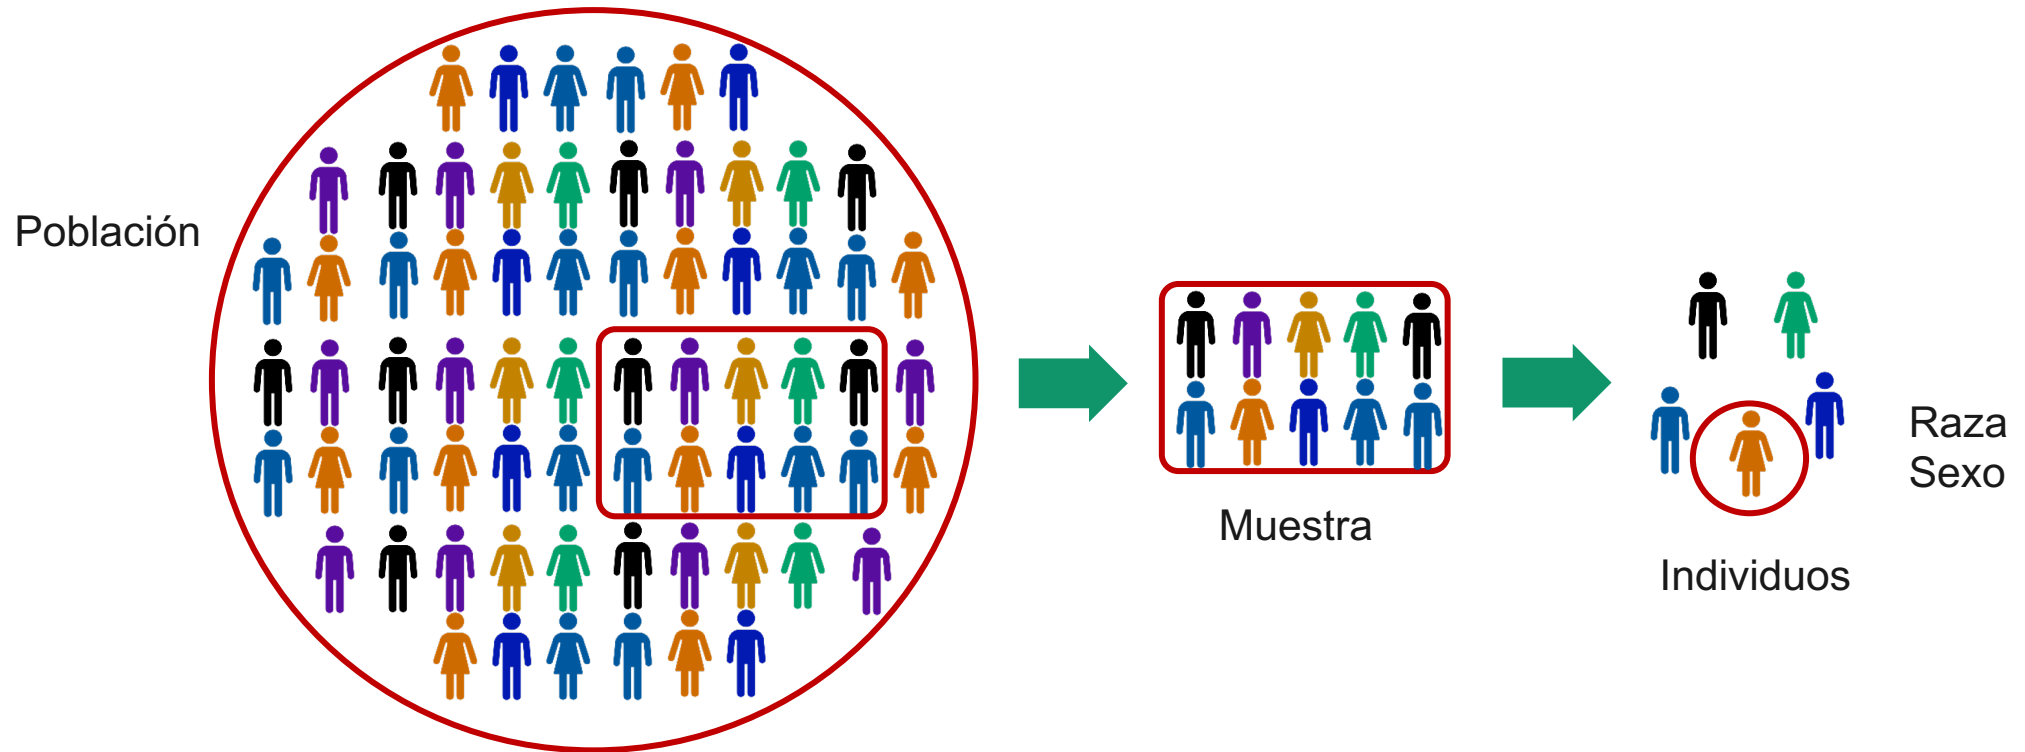 Población
Muestra
Individuos
Raza
Sexo